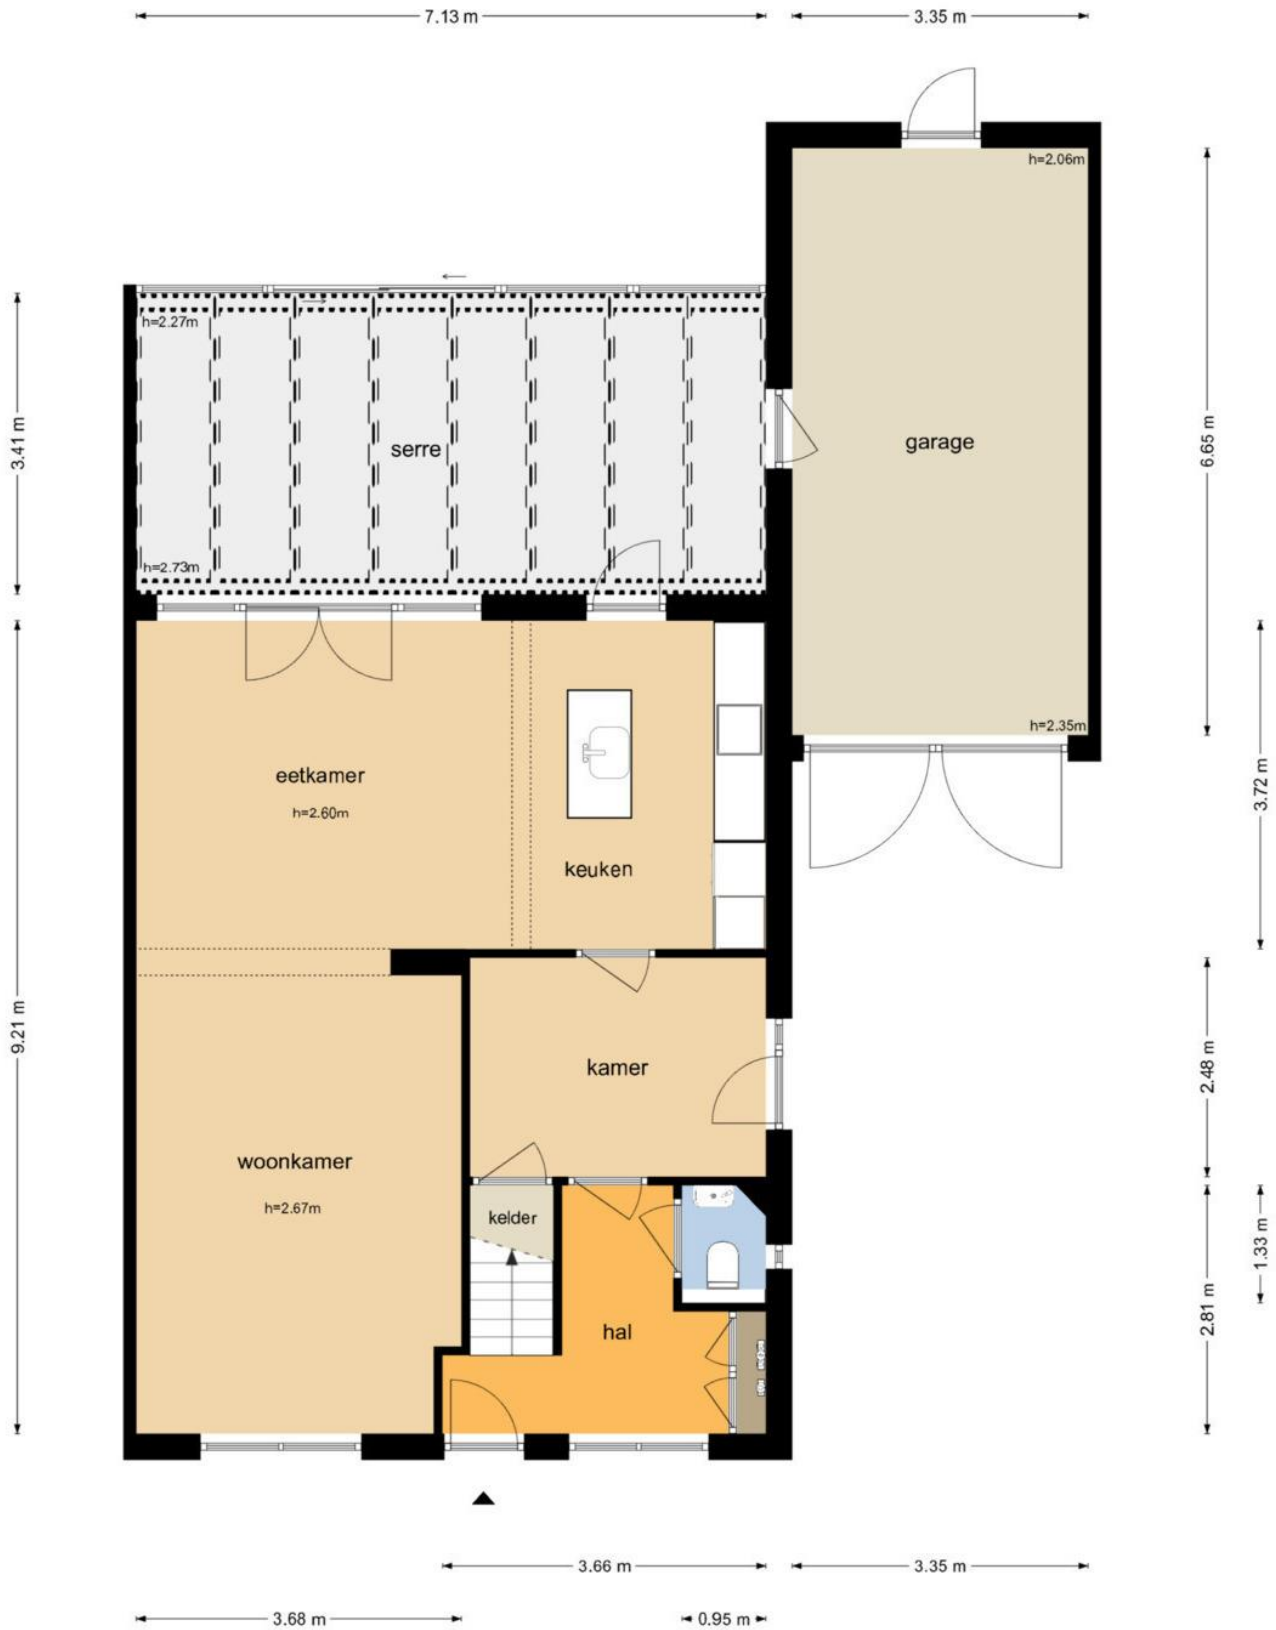 7.13 m
3.35 m
h=2.06m
h=2.27m
3.41 m
serre
garage
6.65 m
h=2.73m
h=2.35m
eetkamer
h=2.60m
3.72 m
keuken
9.21 m
kamer
2.48 m
woonkamer
h=2.67m
kelder
1.33 m
2.81 m
hal
3.66 m
3.35 m
3.68 m
0.95 m